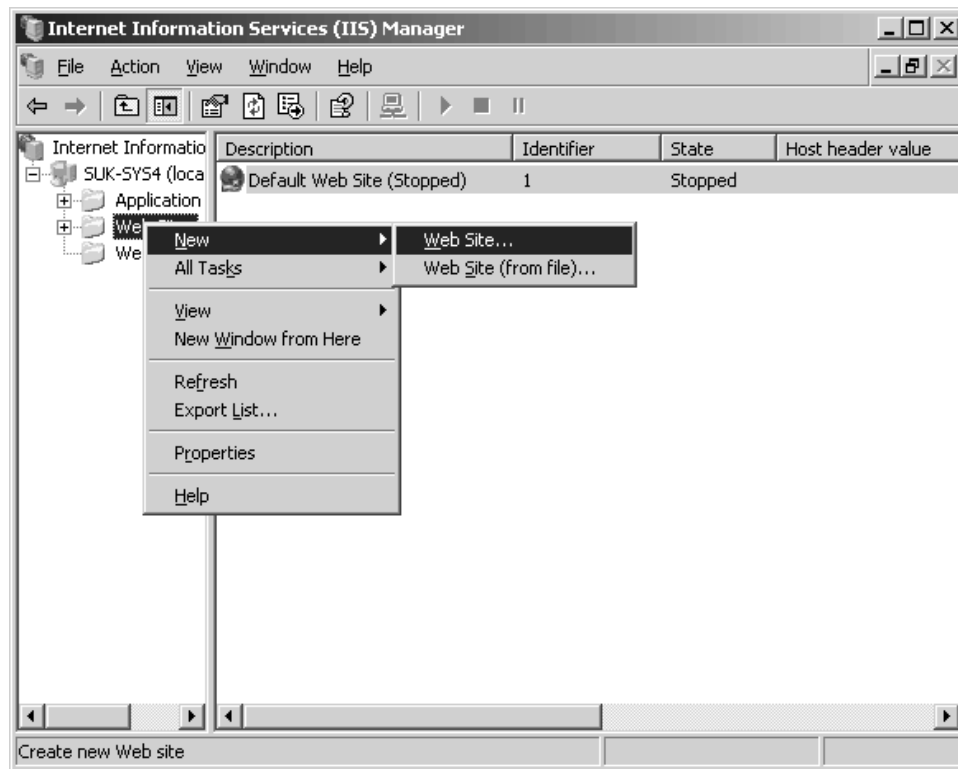 Internet Information Services (IIS) Manager
File Action View Window Help
Internet Informatio
Description Identifier State Host header value
SUK-SYS4 (loca
Default Web Site (Stopped) 1 Stopped
Application
We
We
New
Web Site...
All Tasks
Web Site (from file)...
View
New Window from Here
Refresh
Export List...
Properties
Help
Create new Web site